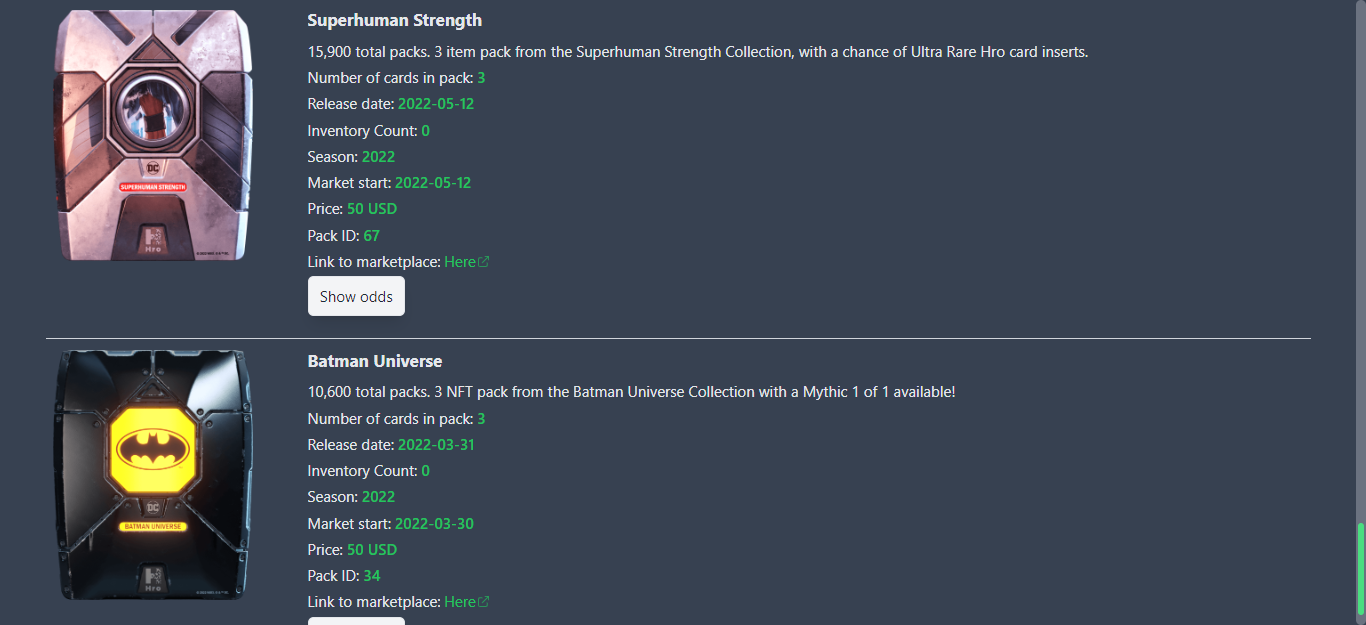 Superhuman Strength
15,900 total packs. 3 item pack from the Superhuman Strength Collection, with a chance of Ultra Rare Hro card inserts.
Number of cards in pack: 3
Release date: 2022-05-12
Inventory Count: 0
Season: 2022
Market start: 2022-05-12
Price: 50 USD
Pack ID: 67
Link to marketplace: Here
Show odds
DC
SUPERHUMAN STRENGTH
Hro
Batman Universe
10,600 total packs. 3 NFT pack from the Batman Universe Collection with a Mythic 1 of 1 available!
Number of cards in pack: 3
Release date: 2022-03-31
Inventory Count: 0
Season: 2022
Market start: 2022-03-30
Price: 50 USD
Pack ID: 34
Link to marketplace: Here
DC
BATMAN UNIVERSE
Hro